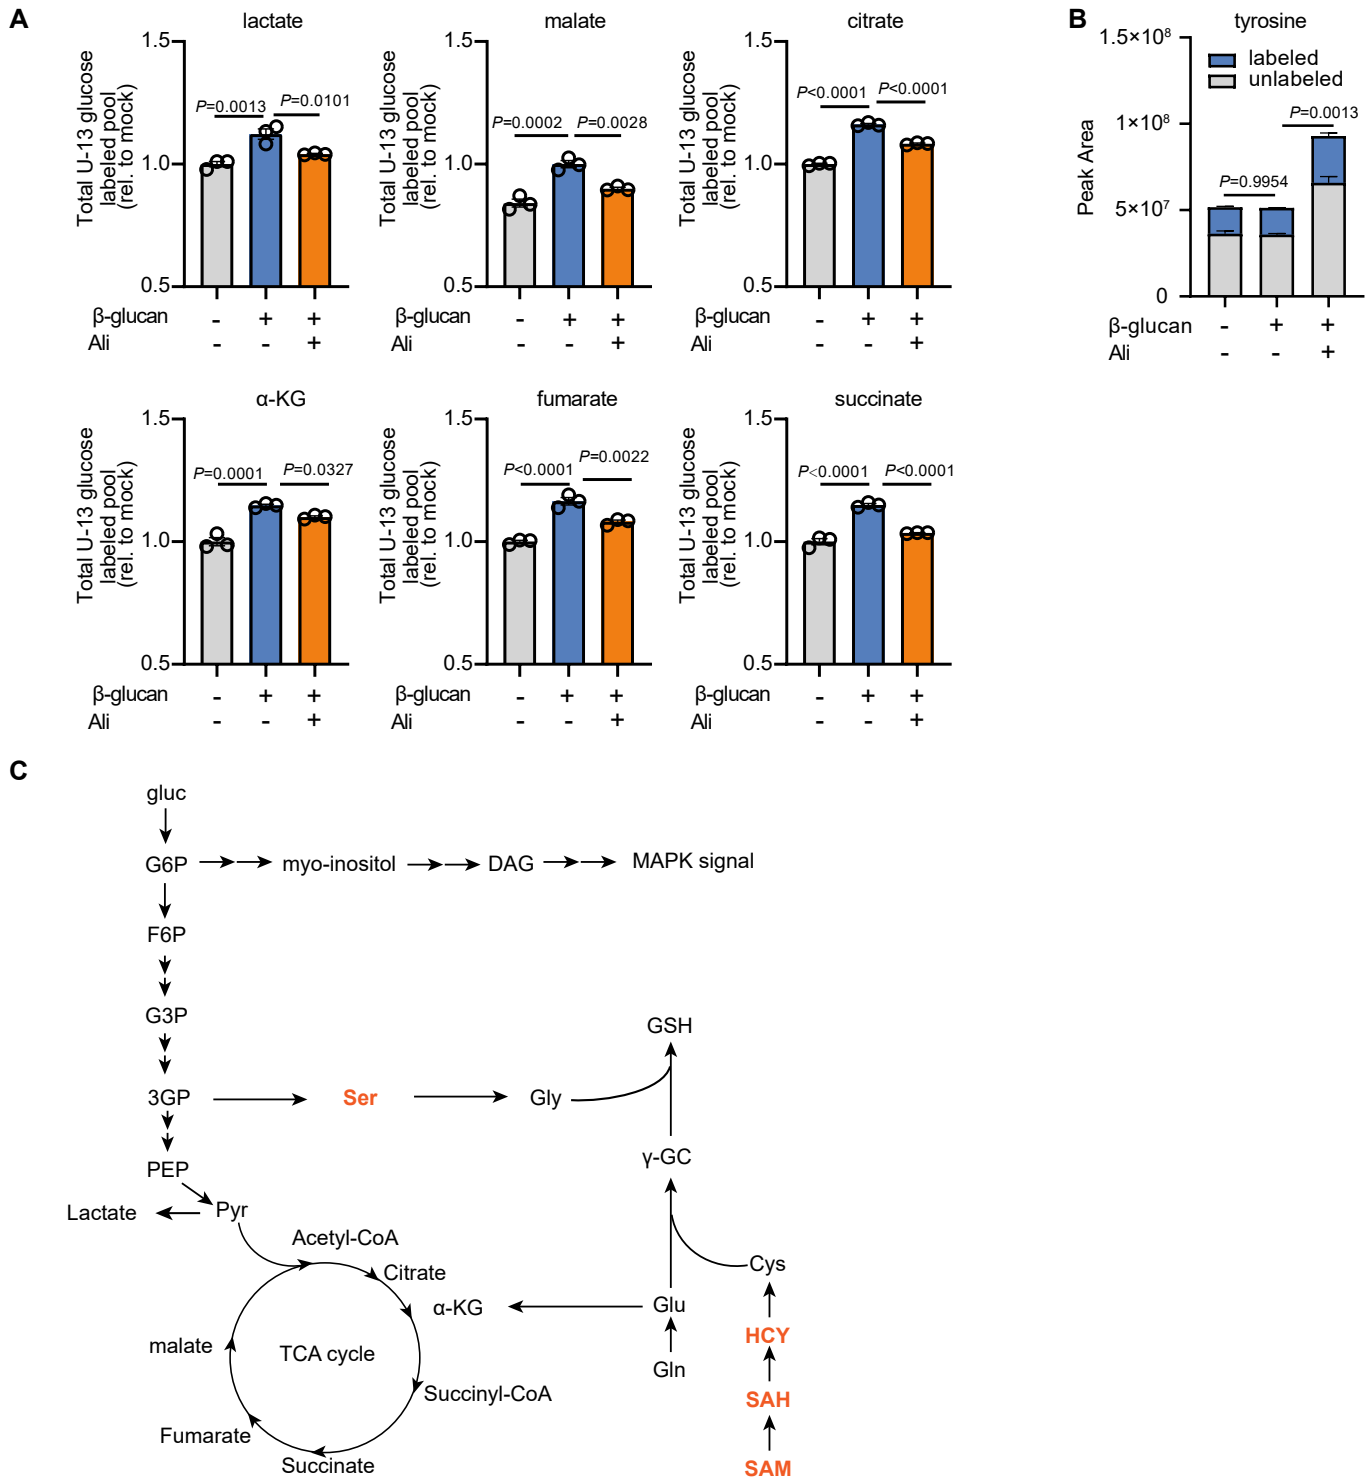 A
lactate
1.5
1.0
0.5
Total U-13 glucose
labeled pool
(rel. to mock)
P=0.0013
P=0.0101
β-glucan - + +
Ali - - +
malate
1.5
1.0
0.5
Total U-13 glucose
labeled pool
(rel. to mock)
P=0.0002
P=0.0028
β-glucan - + +
Ali - - +
citrate
1.5
1.0
0.5
Total U-13 glucose
labeled pool
(rel. to mock)
P<0.0001
P<0.0001
β-glucan - + +
Ali - - +
B
tyrosine
1.5×10⁸
1×10⁸
5×10⁷
0
Peak Area
labeled
unlabeled
P=0.0013
P=0.9954
β-glucan - + +
Ali - - +
α-KG
1.5
1.0
0.5
Total U-13 glucose
labeled pool
(rel. to mock)
P=0.0001
P=0.0327
β-glucan - + +
Ali - - +
fumarate
1.5
1.0
0.5
Total U-13 glucose
labeled pool
(rel. to mock)
P<0.0001
P=0.0022
β-glucan - + +
Ali - - +
succinate
1.5
1.0
0.5
Total U-13 glucose
labeled pool
(rel. to mock)
P<0.0001
P<0.0001
β-glucan - + +
Ali - - +
C
gluc
G6P myo-inositol DAG MAPK signal
F6P
G3P
GSH
3GP Ser Gly
γ-GC
PEP
Lactate Pyr
Acetyl-CoA
Citrate
Cys
α-KG Glu
HCY
malate
TCA cycle
Gln
Succinyl-CoA
SAH
Fumarate
Succinate
SAM